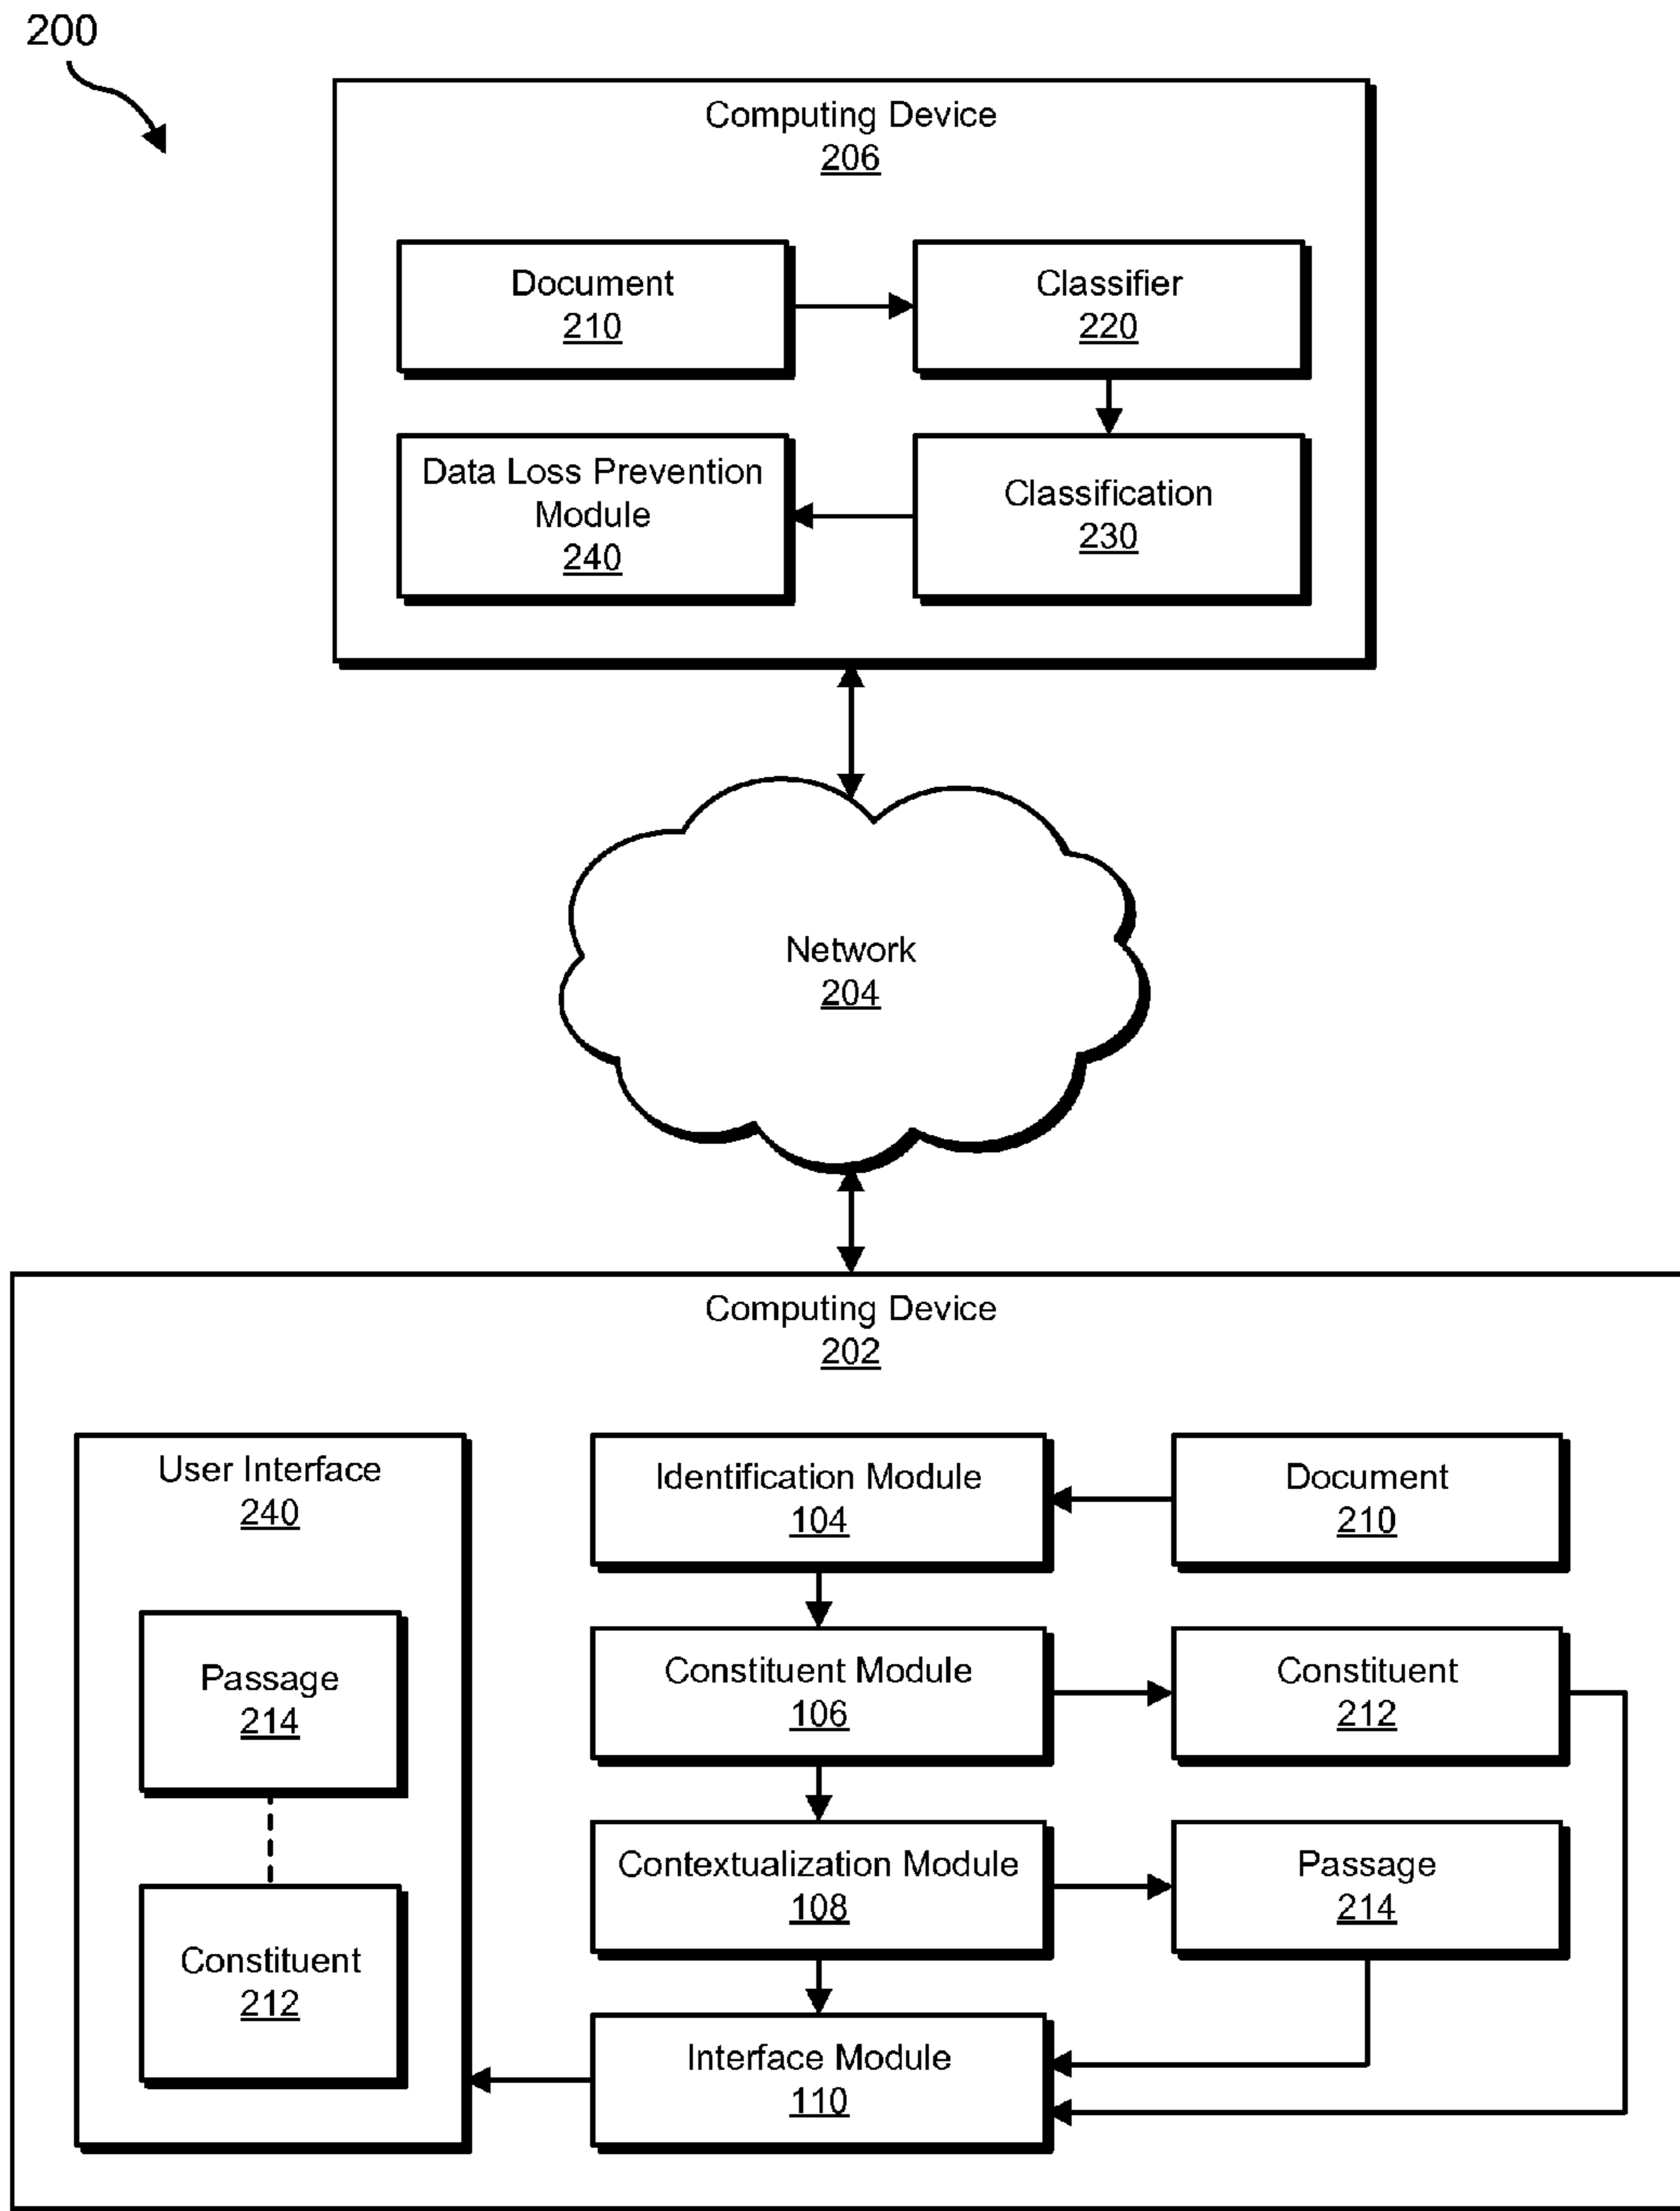 200
Computing Device
206
Document
210
Classifier
220
Data Loss Prevention
Module
240
Classification
230
Network
204
Computing Device
202
User Interface
240
Passage
214
Constituent
212
Identification Module
104
Document
210
Constituent Module
106
Constituent
212
Contextualization Module
108
Passage
214
Interface Module
110